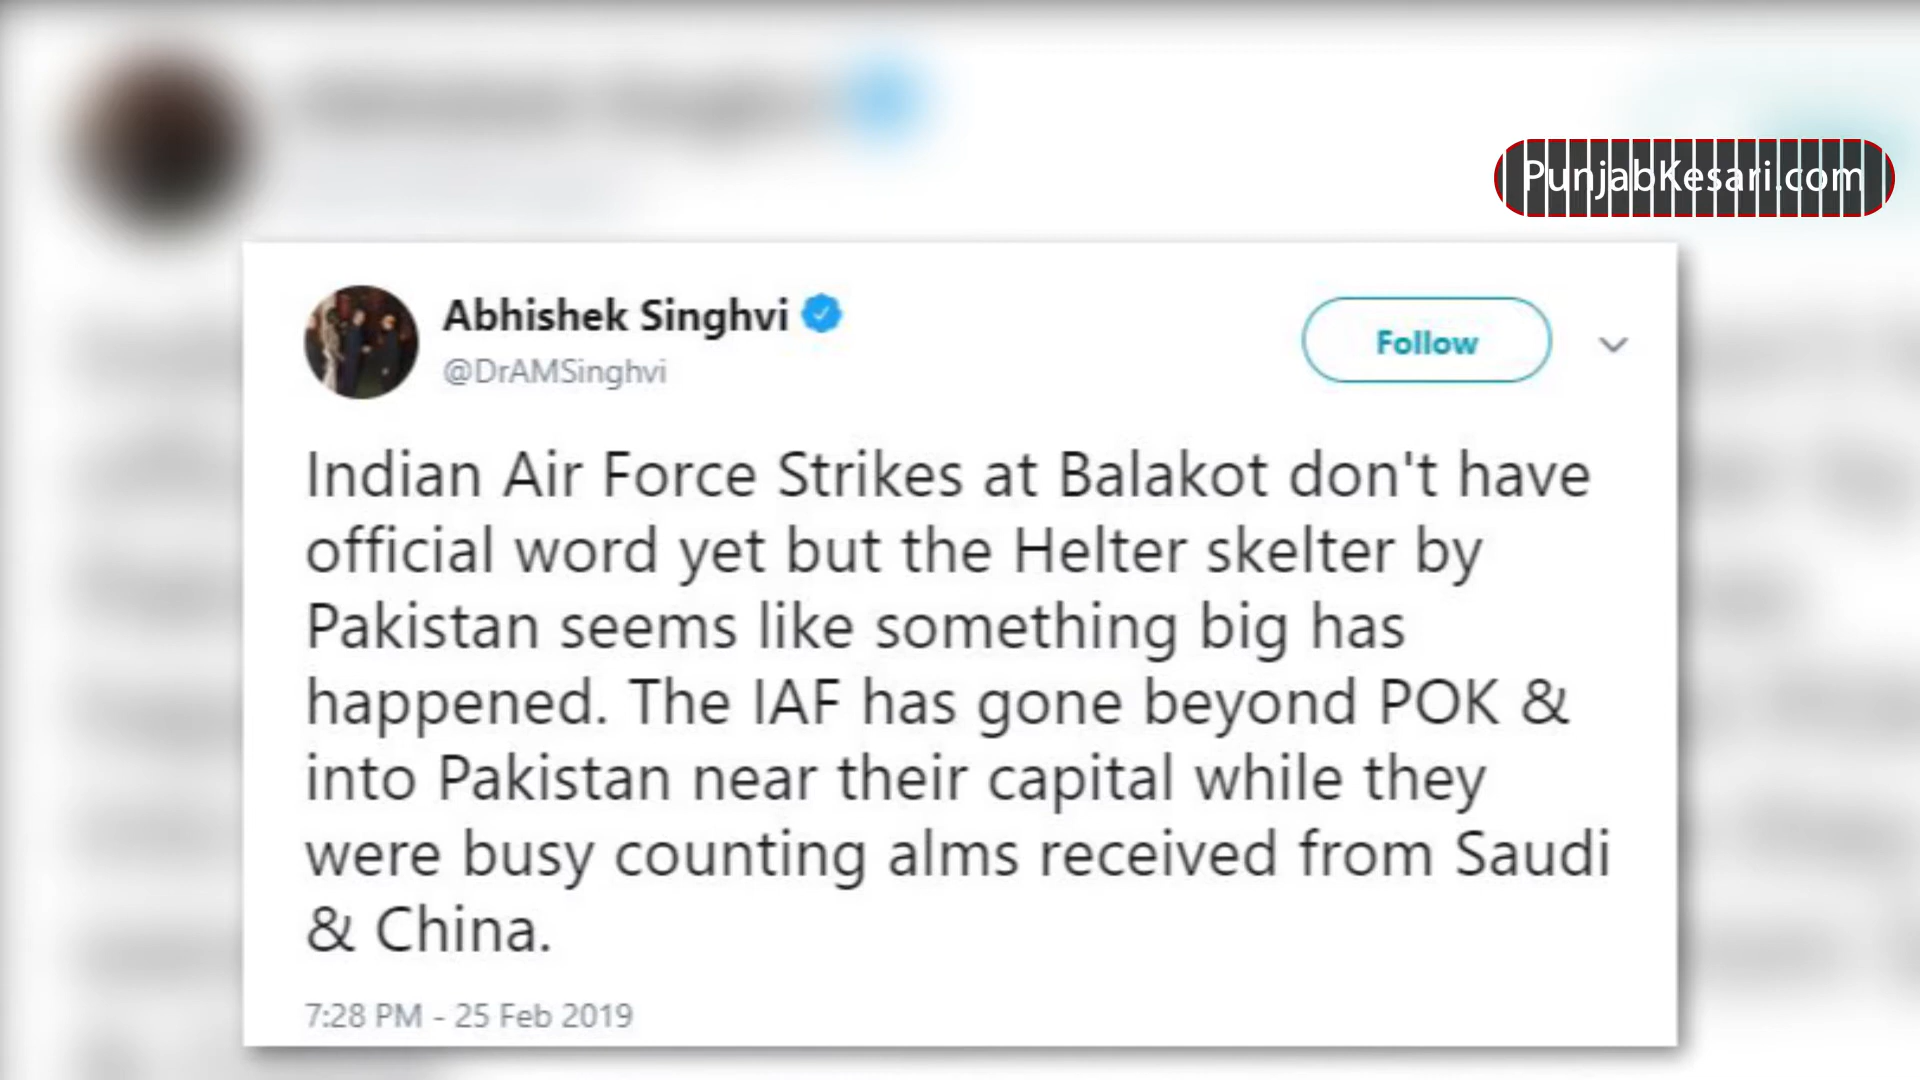 PunjabKesari.com
Abhishek Singhvi
@DrAMSinghvi
Follow
Indian Air Force Strikes at Balakot don't have
official word yet but the Helter skelter by
Pakistan seems like something big has
happened. The IAF has gone beyond POK &
into Pakistan near their capital while they
were busy counting alms received from Saudi
& China.
7:28 PM - 25 Feb 2019